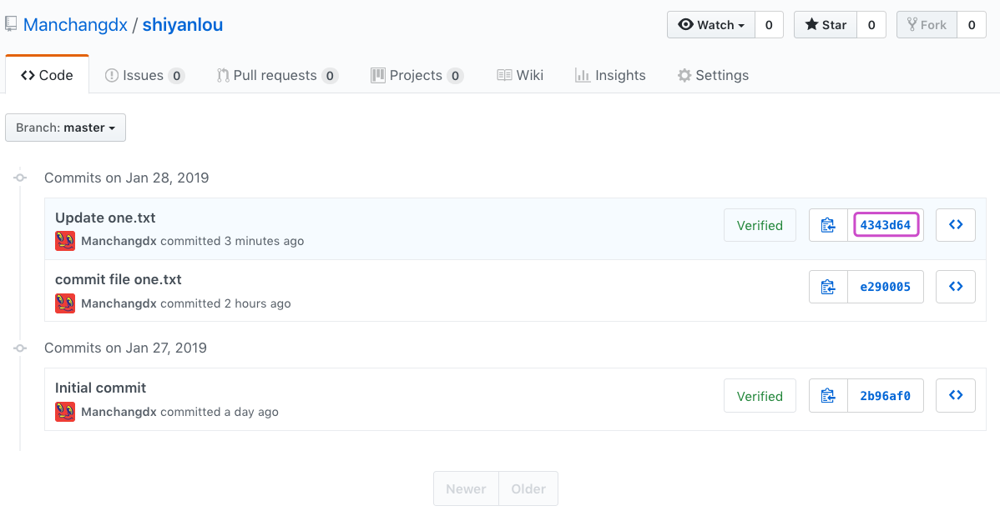 Manchangdx / shiyanlou
Watch 0 Star 0 Fork 0
Code Issues 0 Pull requests 0 Projects 0 Wiki Insights Settings
Branch: master
Commits on Jan 28, 2019
Update one.txt
Manchangdx committed 3 minutes ago
Verified 4343d64
commit file one.txt
Manchangdx committed 2 hours ago
e290005
Commits on Jan 27, 2019
Initial commit
Manchangdx committed a day ago
Verified 2b96af0
Newer Older